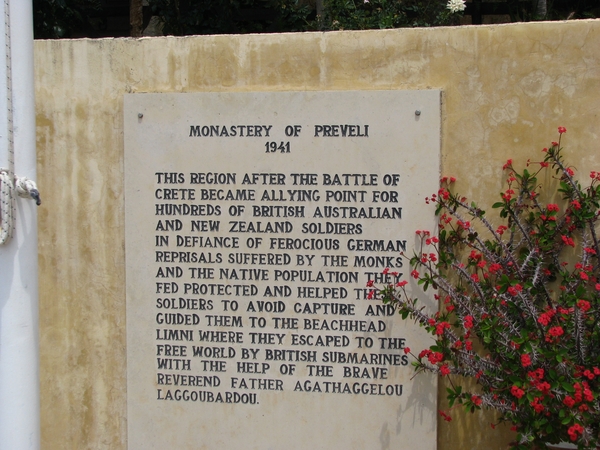 MONASTERY OF PREVELI
1941
THIS REGION AFTER THE BATTLE OF
CRETE BECAME ALLYING POINT FOR
HUNDREDS OF BRITISH AUSTRALIAN
AND NEW ZEALAND SOLDIERS
IN DEFIANCE OF FEROCIOUS GERMAN
REPRISALS SUFFERED BY THE MONKS
AND THE NATIVE POPULATION THEY
FED PROTECTED AND HELPED THE
SOLDIERS TO AVOID CAPTURE AND
GUIDED THEM TO THE BEACHHEAD
LIMNI WHERE THEY ESCAPED TO THE
FREE WORLD BY BRITISH SUBMARINES
WITH THE HELP OF THE BRAVE
REVEREND FATHER AGATHAGGELOU
LAGGOUBARDOU.